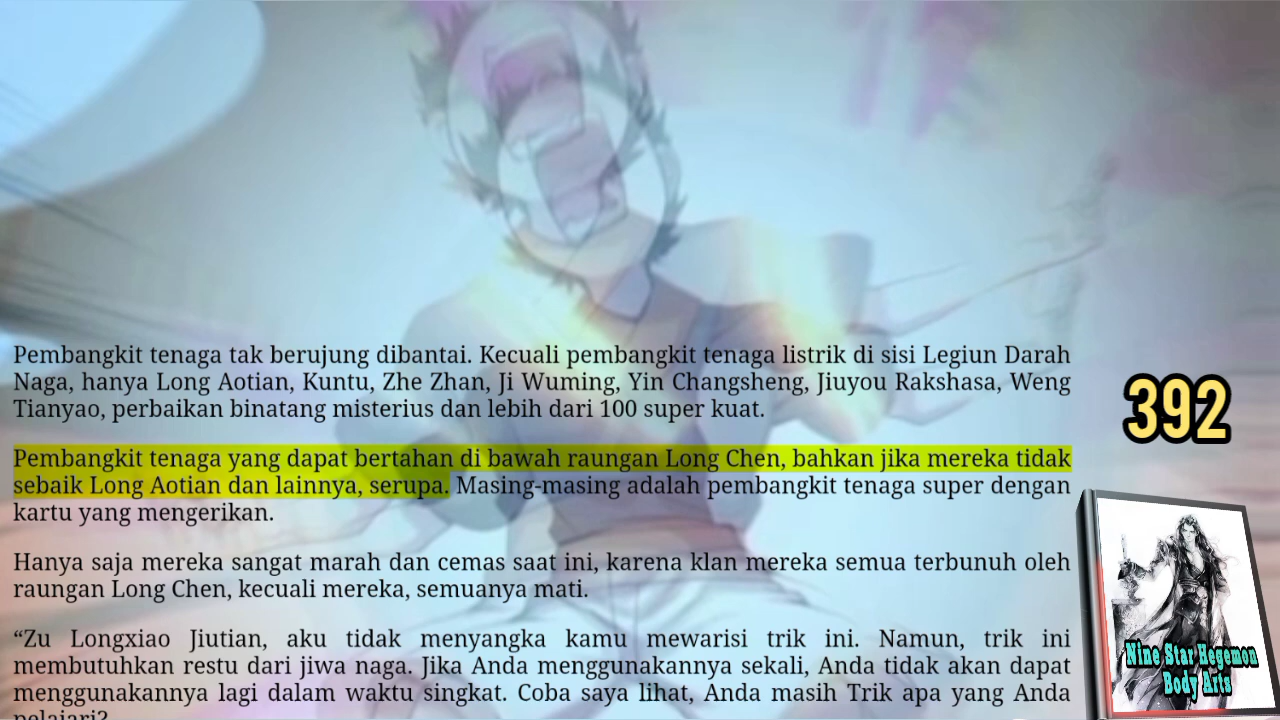 Pembangkit tenaga tak berujung dibantai. Kecuali pembangkit tenaga listrik di sisi Legiun Darah
Naga, hanya Long Aotian, Kuntu, Zhe Zhan, Ji Wuming, Yin Changsheng, Jiuyou Rakshasa, Weng
Tianyao, perbaikan binatang misterius dan lebih dari 100 super kuat.
Pembangkit tenaga yang dapat bertahan di bawah raungan Long Chen, bahkan jika mereka tidak
sebaik Long Aotian dan lainnya, serupa. Masing-masing adalah pembangkit tenaga super dengan
kartu yang mengerikan.
Hanya saja mereka sangat marah dan cemas saat ini, karena klan mereka semua terbunuh oleh
raungan Long Chen, kecuali mereka, semuanya mati.
“Zu Longxiao Jiutian, aku tidak menyangka kamu mewarisi trik ini. Namun, trik ini
membutuhkan restu dari jiwa naga. Jika Anda menggunakannya sekali, Anda tidak akan dapat
menggunakannya lagi dalam waktu singkat. Coba saya lihat, Anda masih Trik apa yang Anda
pelajari?
392
Nine Star Hegemon
Body Arts